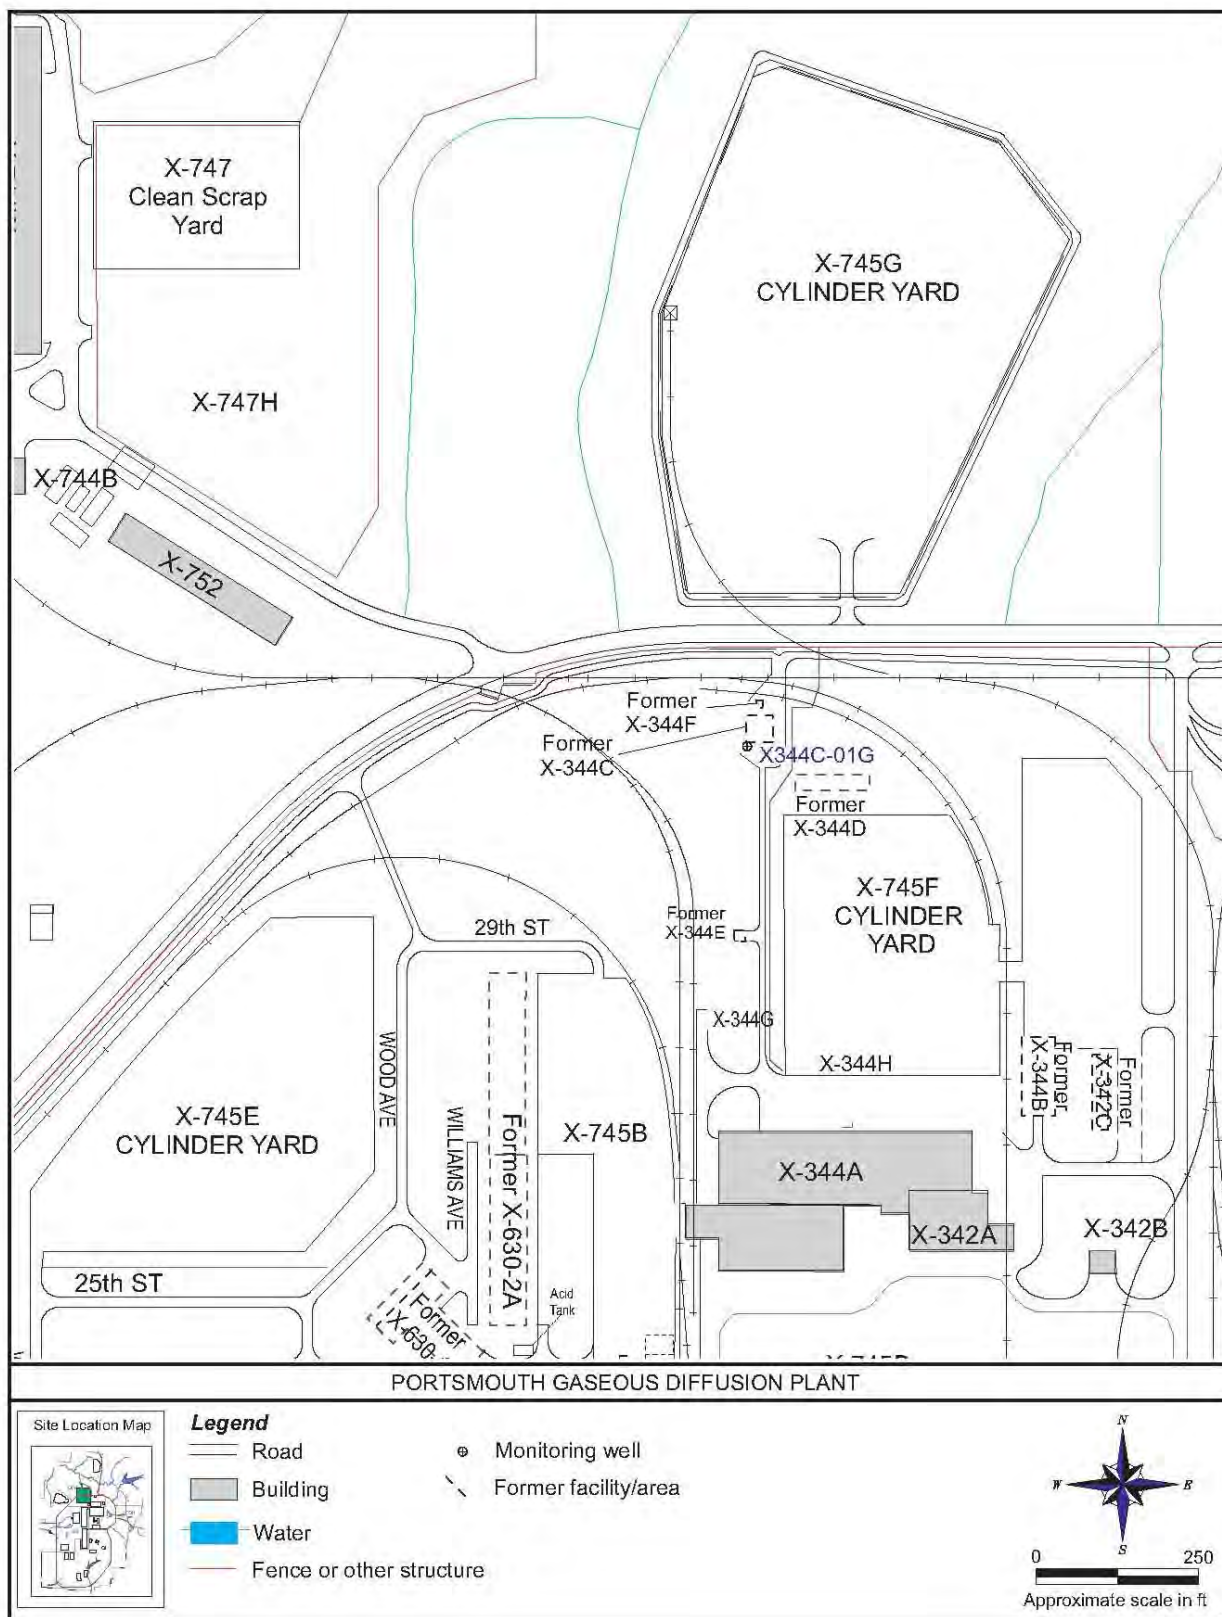 X-747
Clean Scrap
Yard
X-745G
CYLINDER YARD
X-747H
X-744B
X-752
Former
X-344F
Former
X-344C
X344C-01G
Former
X-344D
X-745F
CYLINDER
YARD
Former
X-344E
29th ST
X-344G
X-344H
WOOD AVE
Former
X-344B
Former
X-342C
X-745E
CYLINDER YARD
WILLIAMS AVE
Former X-630-2A
X-745B
X-344A
X-342A
X-342B
25th ST
Former
Acid
Tank
PORTSMOUTH GASEOUS DIFFUSION PLANT
Site Location Map
Legend
Road
Building
Water
Fence or other structure
Monitoring well
Former facility/area
N
W
E
S
0 250
Approximate scale in ft